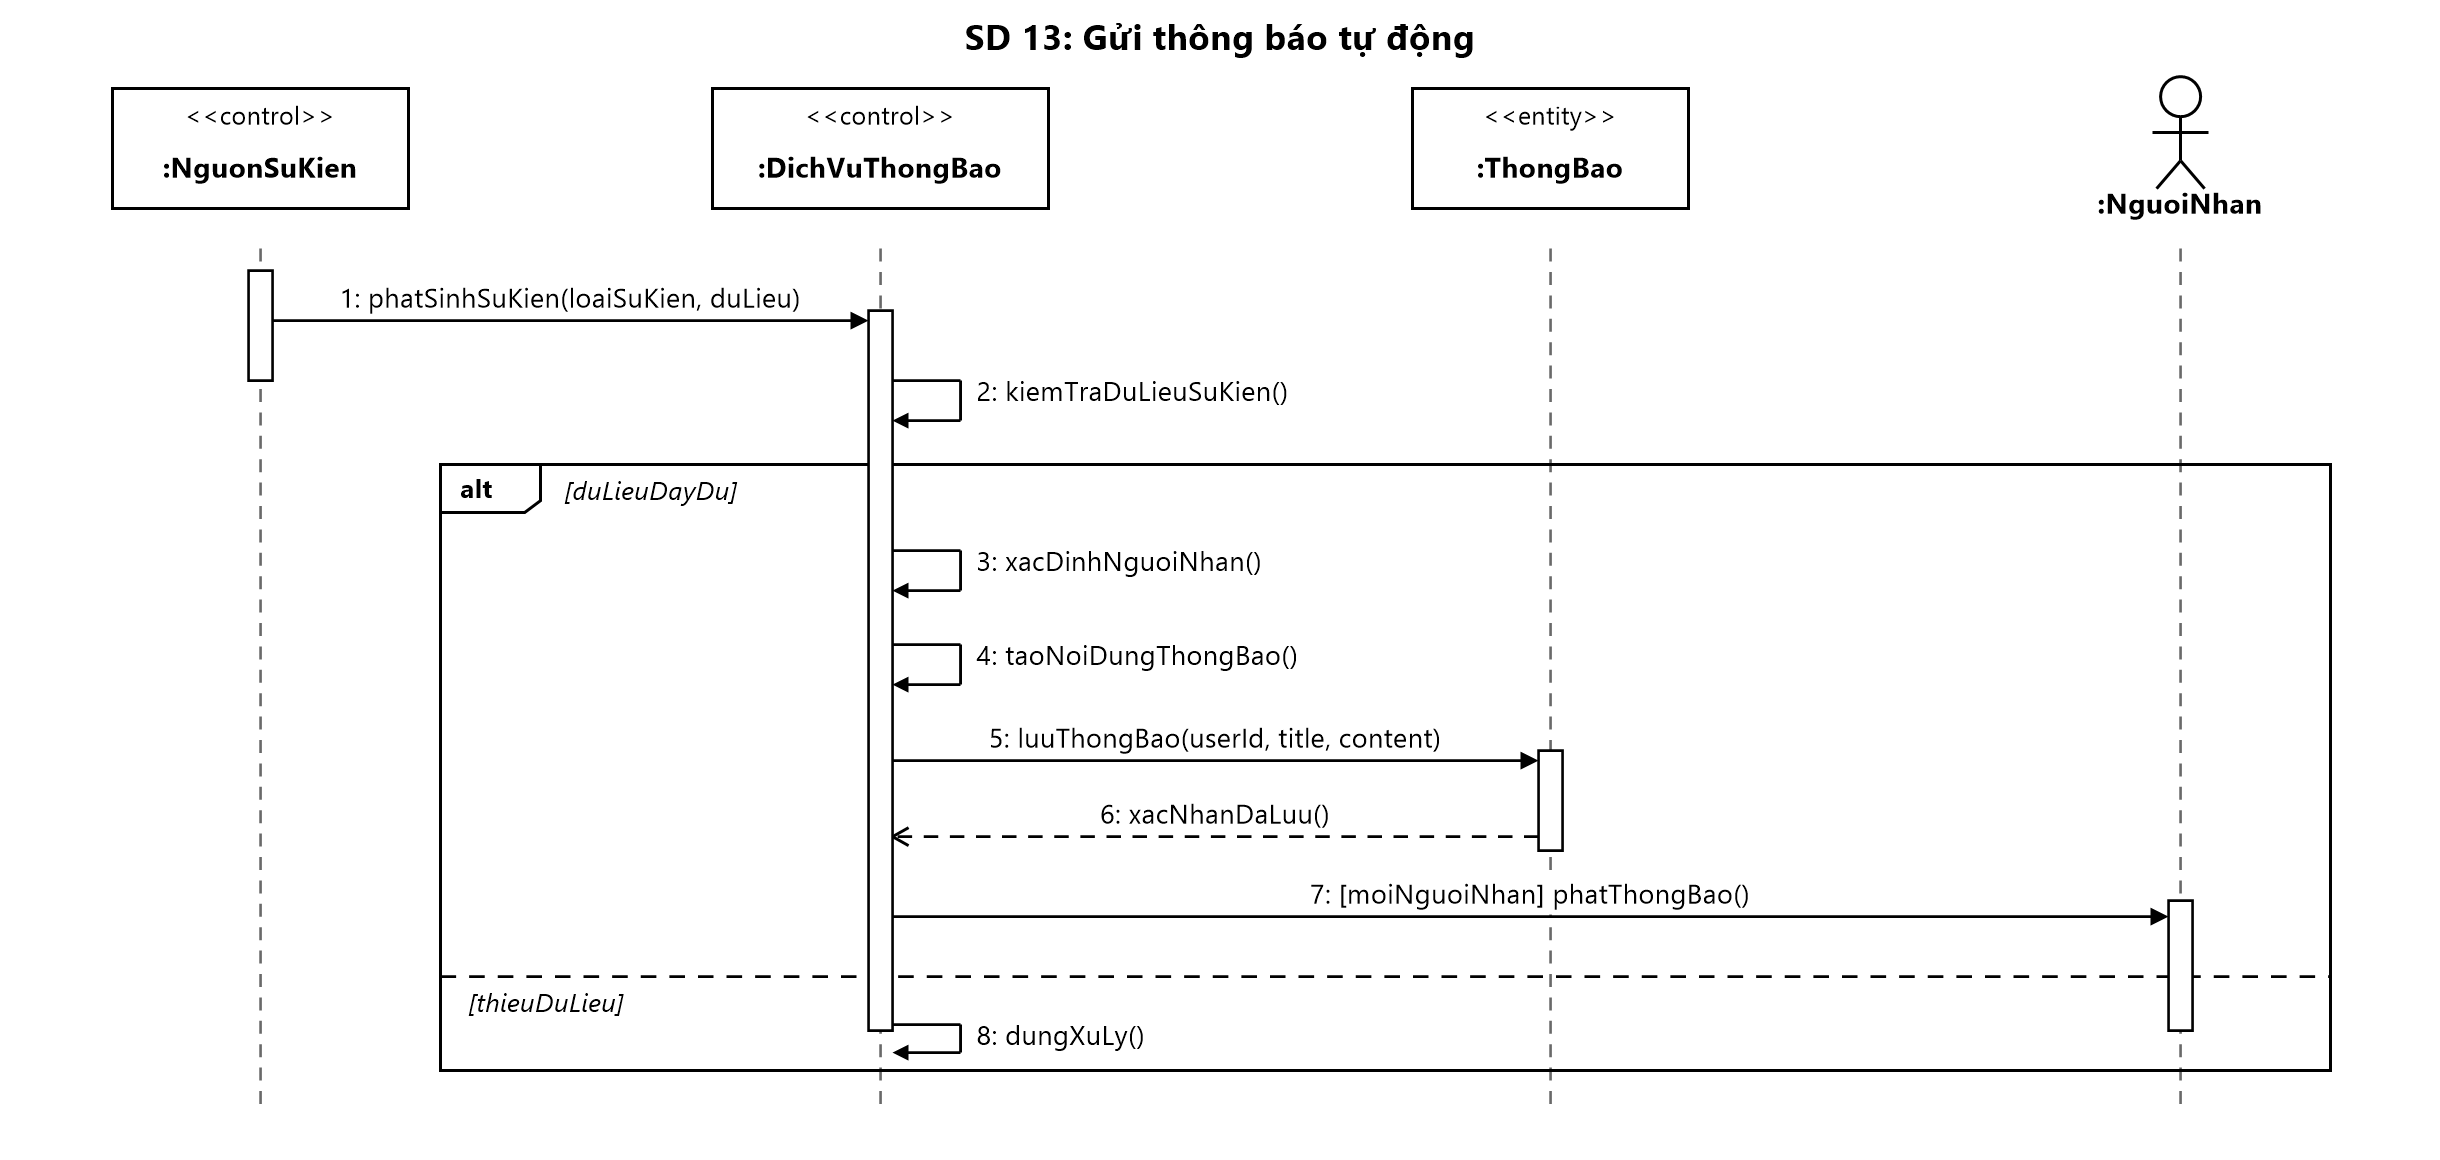 SD 13: Gửi thông báo tự động
<<control>>
:NguonSuKien
<<control>>
:DichVuThongBao
<<entity>>
:ThongBao
:NguoiNhan
1: phatSinhSuKien(loaiSuKien, duLieu)
2: kiemTraDuLieuSuKien()
alt
[duLieuDayDu]
3: xacDinhNguoiNhan()
4: taoNoiDungThongBao()
5: luuThongBao(userId, title, content)
6: xacNhanDaLuu()
7: [moiNguoiNhan] phatThongBao()
[thieuDuLieu]
8: dungXuLy()